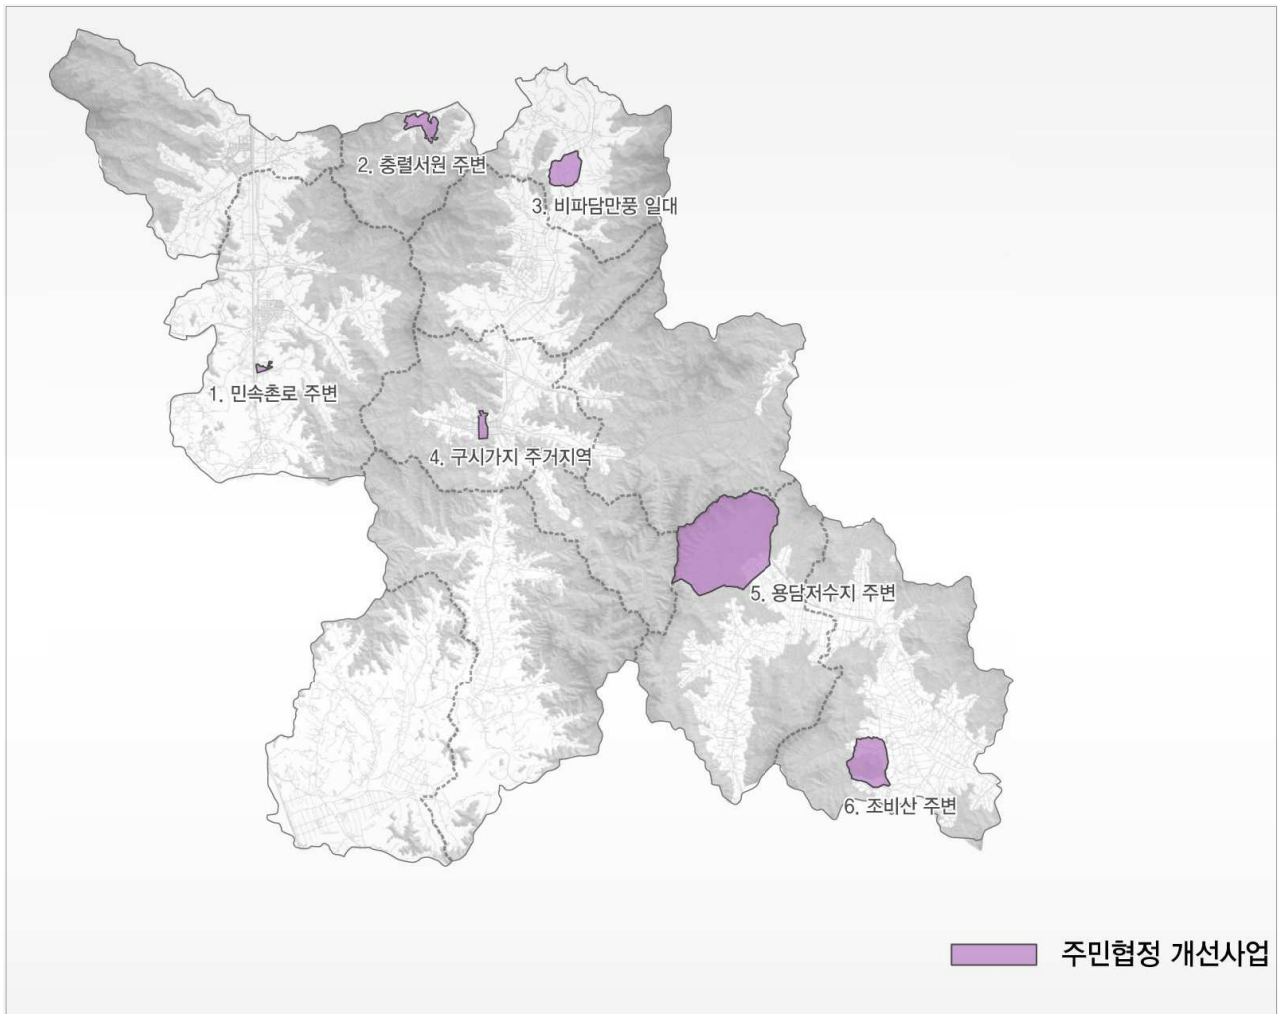 2. 충렬서원 주변
3. 비파담만풍 일대
1. 민속촌로 주변
4. 구시가지 주거지역
5. 용담저수지 주변
6. 조비산 주변
주민협정 개선사업